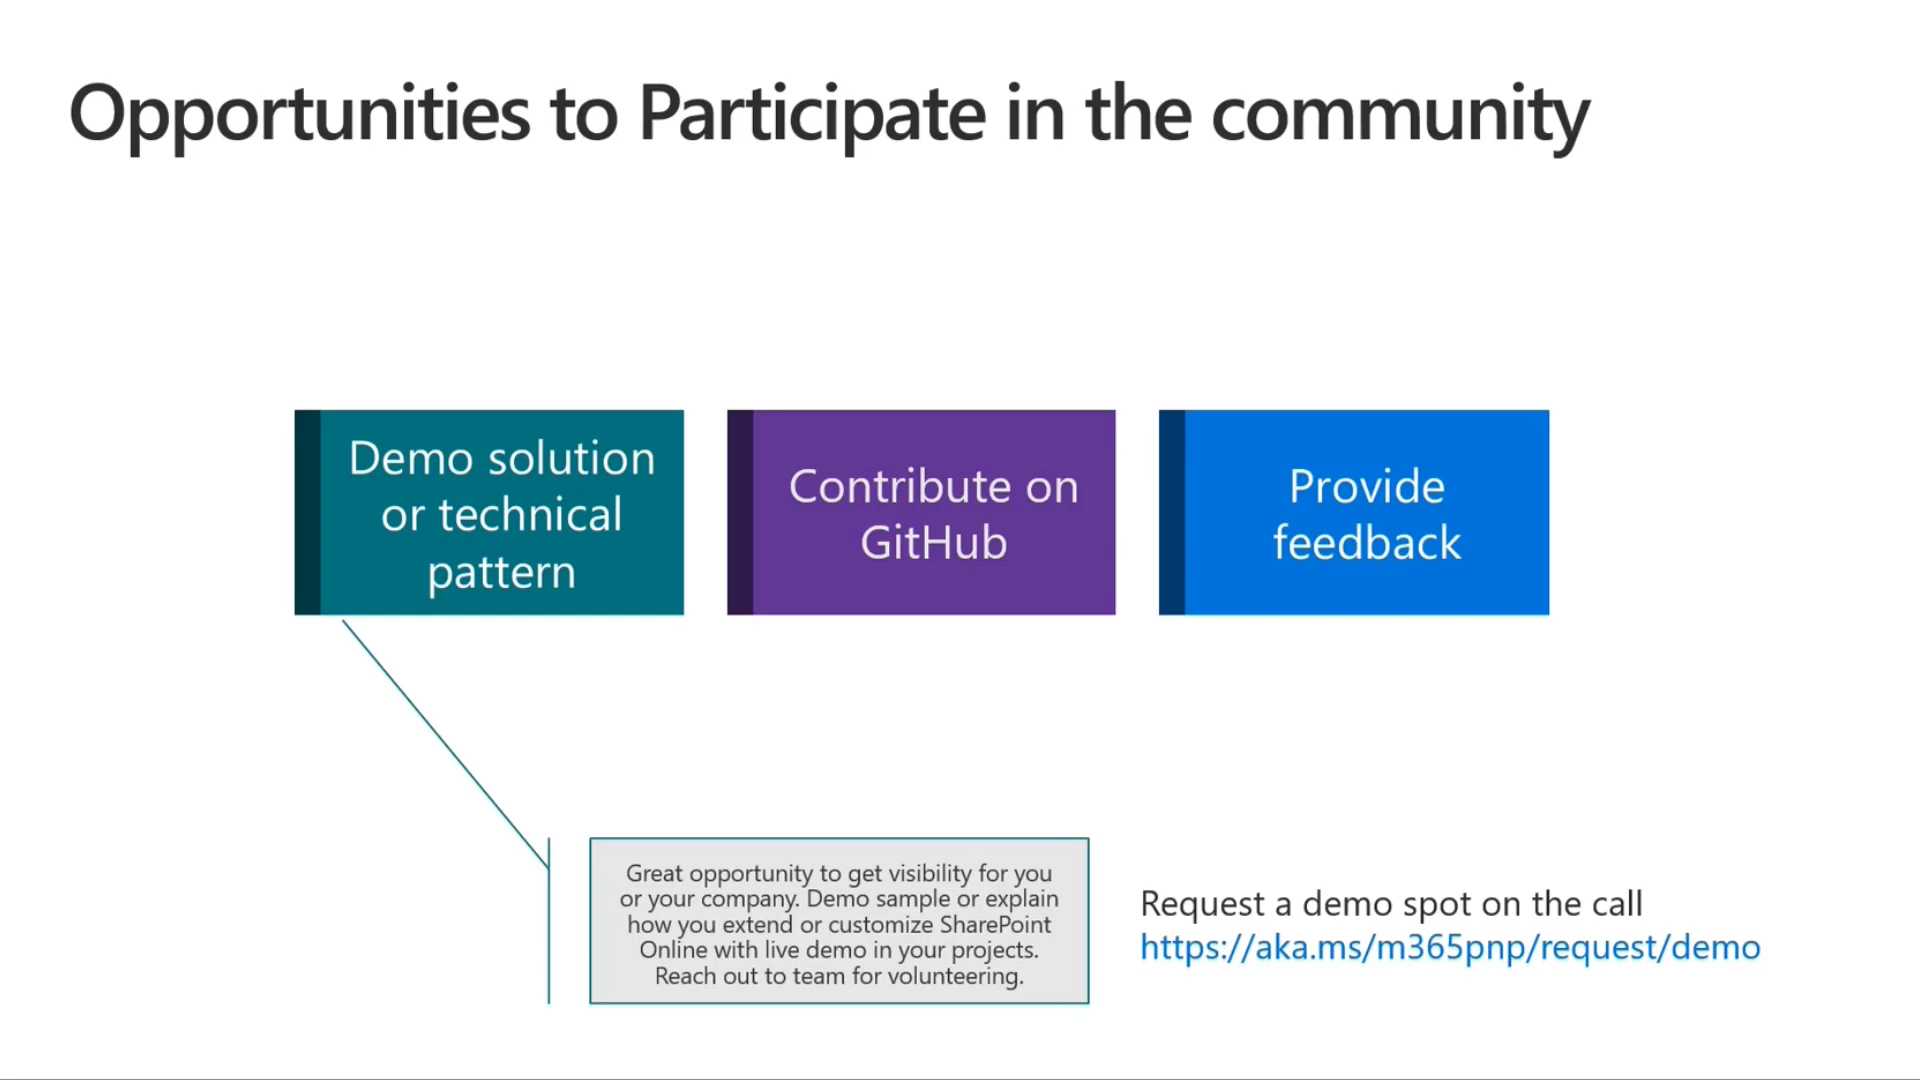 Opportunities to Participate in the community
Demo solution
or technical
pattern
Contribute on
GitHub
Provide
feedback
Great opportunity to get visibility for you
or your company. Demo sample or explain
how you extend or customize SharePoint
Online with live demo in your projects.
Reach out to team for volunteering.
Request a demo spot on the call
https://aka.ms/m365pnp/request/demo